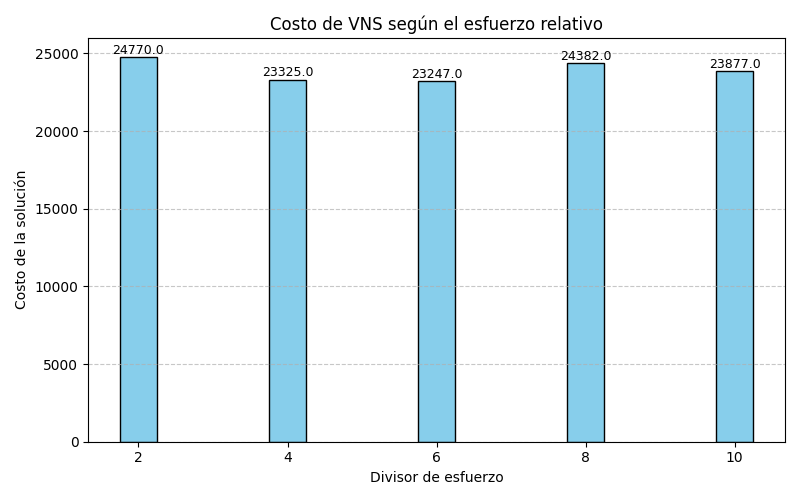 Costo de VNS según el esfuerzo relativo
24770.0
23325.0
23247.0
24382.0
23877.0
25000
20000
15000
10000
5000
0
Costo de la solución
2 4 6 8 10
Divisor de esfuerzo